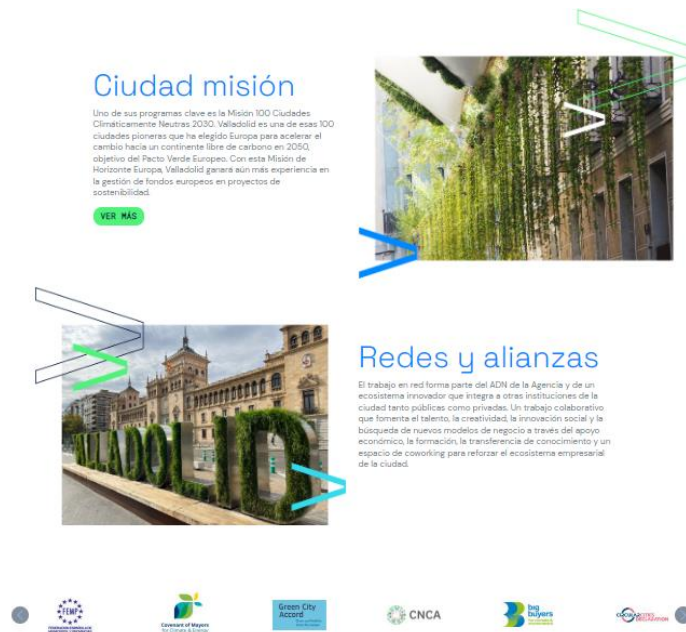 Ciudad misión
Uno de sus programas clave es la Misión 100 Ciudades
Climáticamente Neutras 2030. Valladolid es una de esas 100
ciudades pioneras que ha elegido Europa para acelerar el
cambio hacia un continente libre de carbono en 2050,
objetivo del Pacto Verde Europeo. Con esta Misión de
Horizonte Europa, Valladolid ganará aún más experiencia en
la gestión de fondos europeos en proyectos de
sostenibilidad.
VER MÁS
VALLADOLID
Redes y alianzas
El trabajo en red forma parte del ADN de la Agencia y de un
ecosistema innovador que integra a otras instituciones de la
ciudad tanto públicas como privadas. Un trabajo colaborativo
que fomenta el talento, la creatividad, la innovación social y la
búsqueda de nuevos modelos de negocio a través del apoyo
económico, la formación, la transferencia de conocimiento y un
espacio de coworking para reforzar el ecosistema empresarial
de la ciudad.
FEMP
FEDERACION ESPAÑOLA DE
Covenant of Mayors
for Climate & Energy
Green City
Accord
CNCA
big
buyers
CIRCULAR CITIES
DECLARATION